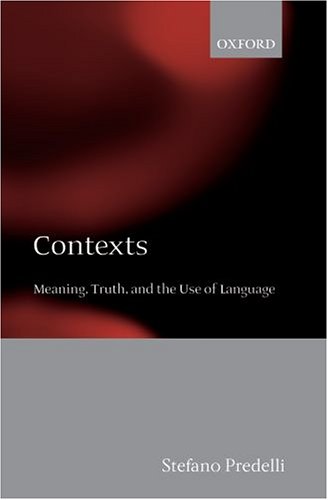 OXFORD
Contexts
Meaning, Truth, and the Use of Language
Stefano Predelli